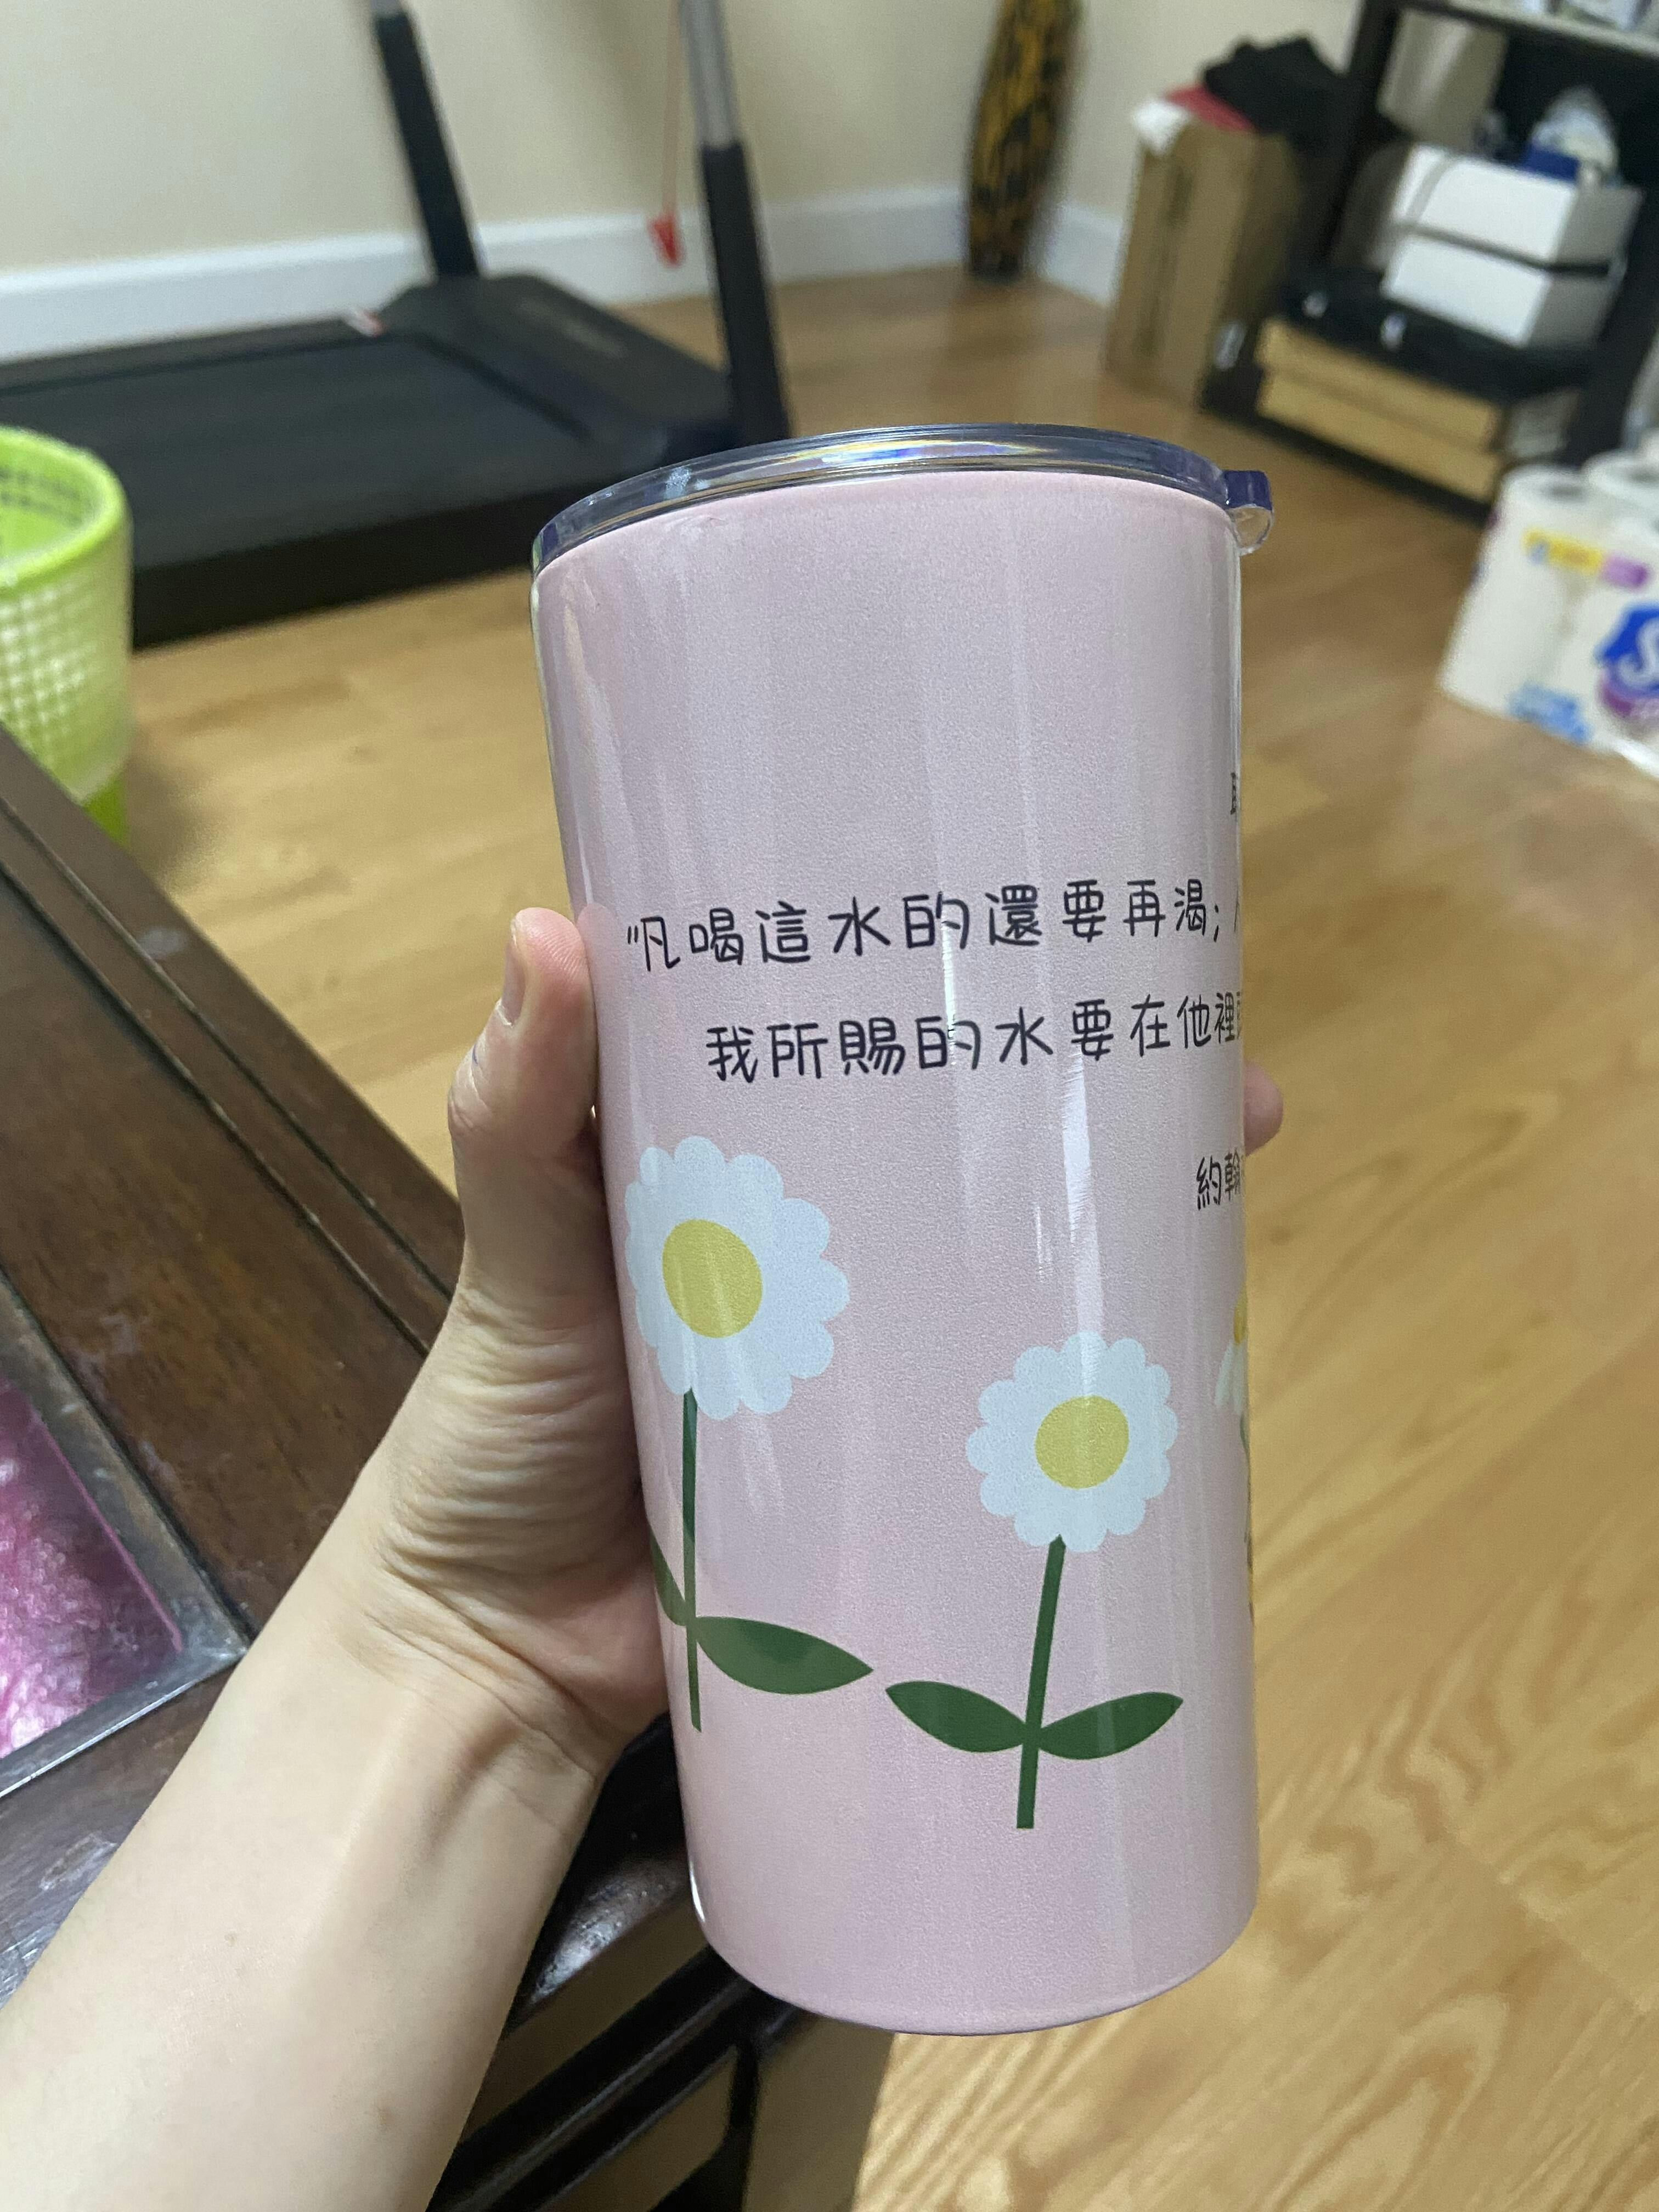 "凡喝這水的還要再渴;
我所賜的水要在他裡
約翰